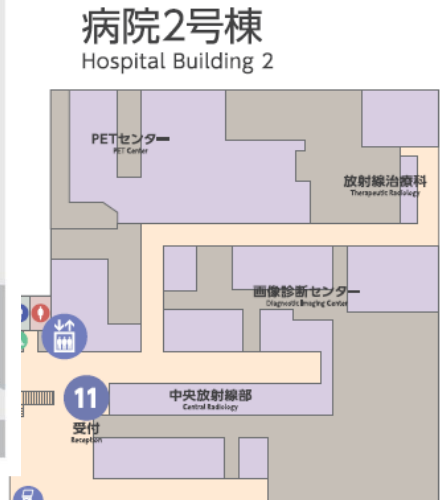 病院2号棟
Hospital Building 2
PETセンター
PET Center
放射線治療科
Therapeutic Radiology
画像診断センター
Diagnostic Imaging Center
11
中央放射線部
Central Radiology
受付
Reception